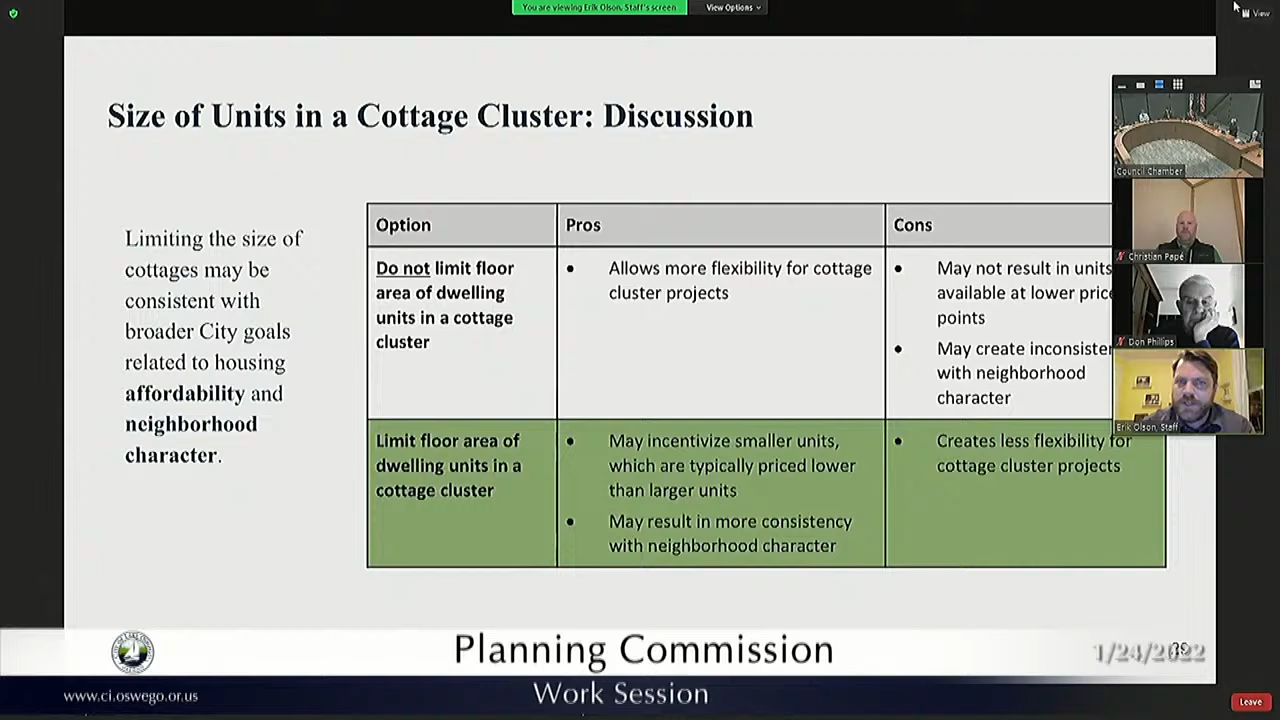 You are viewing Erik Olson, Staff's screen
View Options
View
Size of Units in a Cottage Cluster: Discussion
Limiting the size of
cottages may be
consistent with
broader City goals
related to housing
affordability and
neighborhood
character.
Option
Pros
Cons
Do not limit floor
area of dwelling
units in a cottage
cluster
Allows more flexibility for cottage
cluster projects
May not result in units
available at lower price
points
May create
with neighborhood
character
Limit floor area of
dwelling units in a
cottage cluster
May incentivize smaller units,
which are typically priced lower
than larger units
May result in more consistency
with neighborhood character
Creates less flexibility for
cottage cluster projects
Council Chamber
Christian Papé
Don Phillips
Erik Olson, Staff
Planning Commission
1/24/2022
www.ci.oswego.or.us
Work Session
Leave